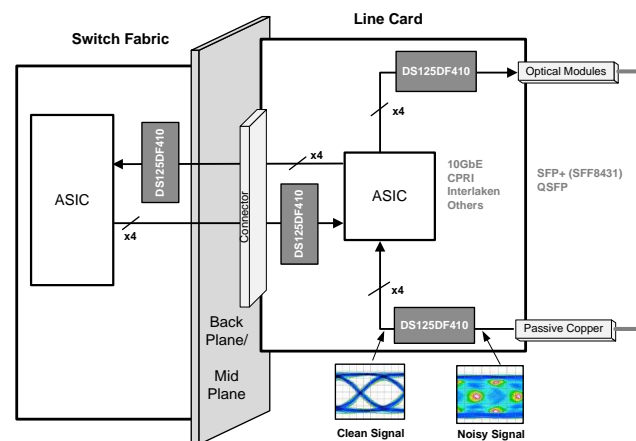 Line Card
Switch Fabric
DS125DF410
Optical Modules
x4
DS125DF410
x4
ASIC
ASIC
10GbE
CPRI
Interlaken
Others
SFP+ (SFF8431)
QSFP
Connector
DS125DF410
x4
x4
DS125DF410
Passive Copper
Back
Plane/
Mid
Plane
Clean Signal
Noisy Signal